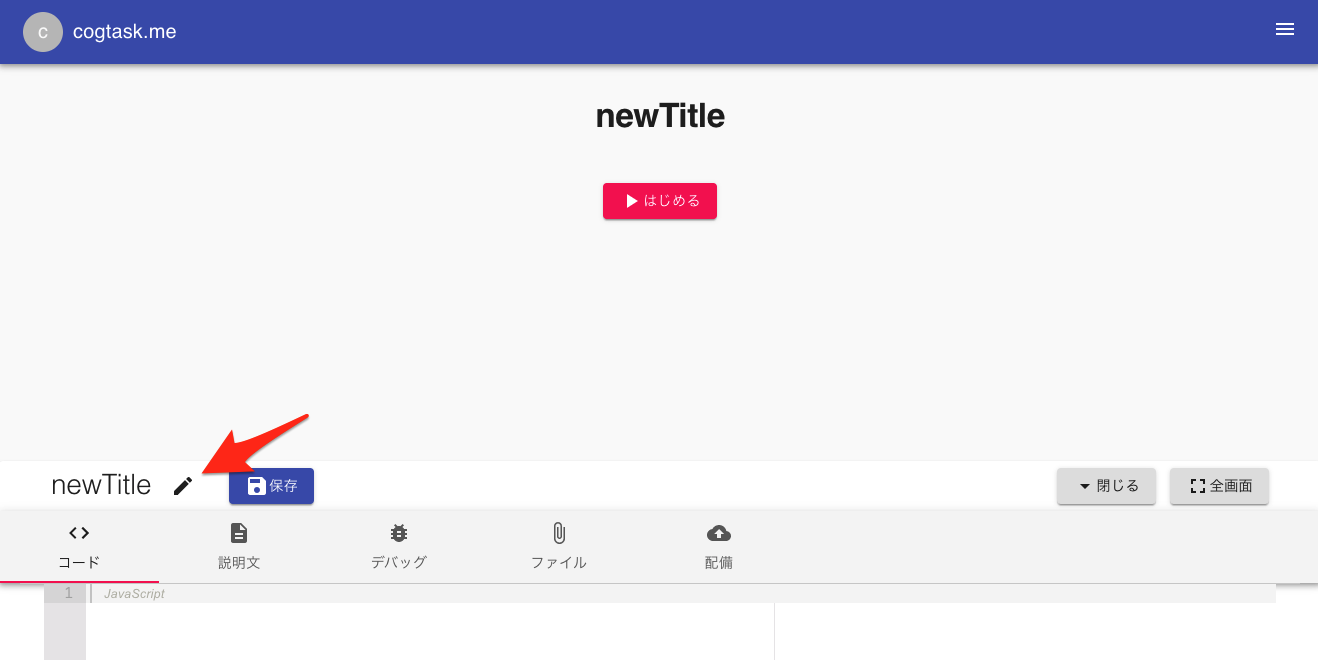 C cogtask.me
newTitle
はじめる
newTitle 保存 閉じる 全画面
コード 説明文 デバッグ ファイル 配備
1 JavaScript